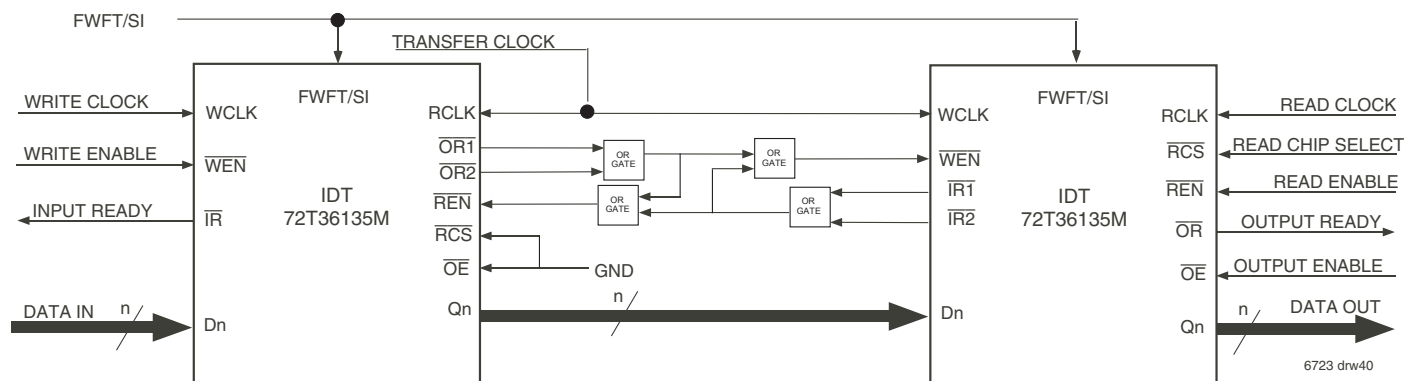 FWFT/SI
TRANSFER CLOCK
FWFT/SI
FWFT/SI
WRITE CLOCK
WCLK
RCLK
WCLK
RCLK
READ CLOCK
WRITE ENABLE
WEN
OR1
OR2
OR GATE
OR GATE
WEN
RCS
READ CHIP SELECT
IDT
72T36135M
REN
OR GATE
OR GATE
IR1
IR2
IDT
72T36135M
REN
READ ENABLE
INPUT READY
IR
RCS
OR
OUTPUT READY
OE
GND
OE
OUTPUT ENABLE
DATA IN
n
Dn
Qn
n
Dn
Qn
n
DATA OUT
6723 drw40